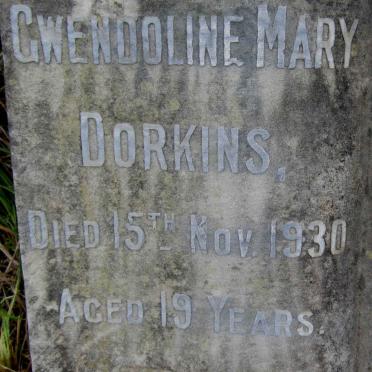 GWENDOLINE MARY
DORKINS,
DIED 15TH NOV. 1930
AGED 19 YEARS.